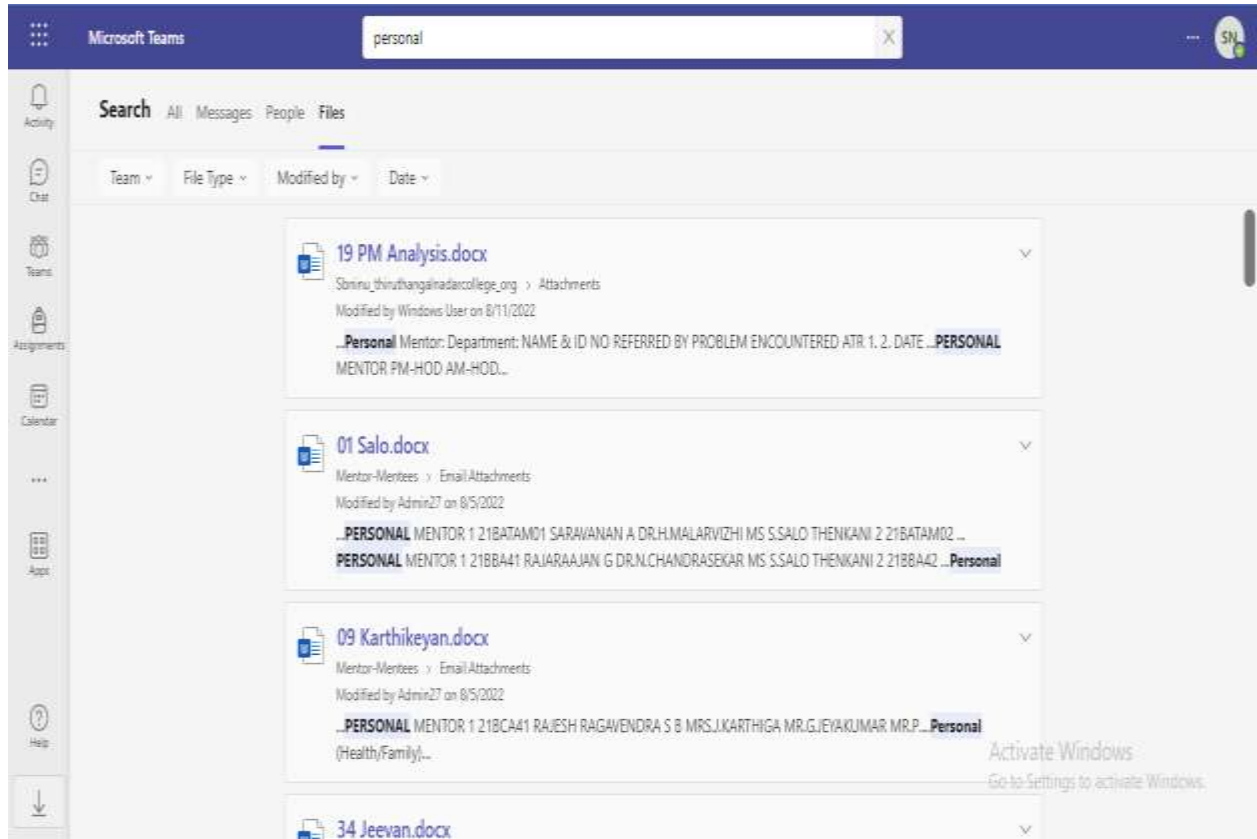 Microsoft Teams
personal
SN
Activity
Chat
Teams
Assignments
Calendar
Apps
Help
Search All Messages People Files
Team File Type Modified by Date
19 PM Analysis.docx
Sbninu_thiruthangalnadarcollege_org > Attachments
Modified by Windows User on 8/11/2022
...Personal Mentor: Department: NAME & ID NO REFERRED BY PROBLEM ENCOUNTERED ATR 1. 2. DATE ...PERSONAL
MENTOR PM-HOD AM-HOD...
01 Salo.docx
Mentor-Mentees > Email Attachments
Modified by Admin27 on 8/5/2022
...PERSONAL MENTOR 1 21BATAM01 SARAVANAN A DR.H.MALARVIZHI MS S.SALO THENKANI 2 21BATAM02 ...
PERSONAL MENTOR 1 21BBA41 RAJARAAJAN G DR.N.CHANDRASEKAR MS S.SALO THENKANI 2 21BBA42 ...Personal
09 Karthikeyan.docx
Mentor-Mentees > Email Attachments
Modified by Admin27 on 8/5/2022
...PERSONAL MENTOR 1 21BCA41 RAJESH RAGAVENDRA S B MRS.J.KARTHIGA MR.G.JEYAKUMAR MR.P....Personal
(Health/Family)...
34 Jeevan.docx
Activate Windows
Go to Settings to activate Windows.